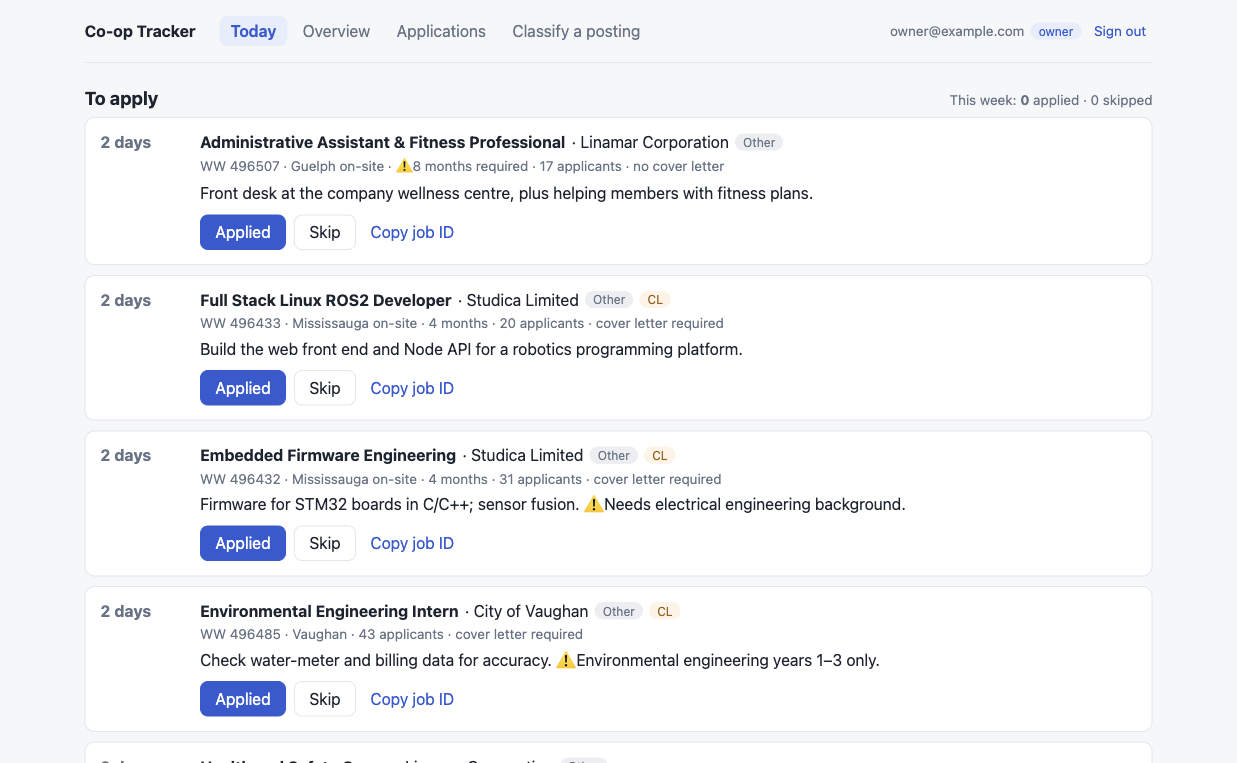 Co-op Tracker Today Overview Applications Classify a posting owner@example.com owner Sign out
To apply This week: 0 applied · 0 skipped
2 days Administrative Assistant & Fitness Professional · Linamar Corporation Other
WW 496507 · Guelph on-site · ⚠️8 months required · 17 applicants · no cover letter
Front desk at the company wellness centre, plus helping members with fitness plans.
Applied Skip Copy job ID
2 days Full Stack Linux ROS2 Developer · Studica Limited Other CL
WW 496433 · Mississauga on-site · 4 months · 20 applicants · cover letter required
Build the web front end and Node API for a robotics programming platform.
Applied Skip Copy job ID
2 days Embedded Firmware Engineering · Studica Limited Other CL
WW 496432 · Mississauga on-site · 4 months · 31 applicants · cover letter required
Firmware for STM32 boards in C/C++; sensor fusion. ⚠️Needs electrical engineering background.
Applied Skip Copy job ID
2 days Environmental Engineering Intern · City of Vaughan Other CL
WW 496485 · Vaughan · 43 applicants · cover letter required
Check water-meter and billing data for accuracy. ⚠️Environmental engineering years 1–3 only.
Applied Skip Copy job ID